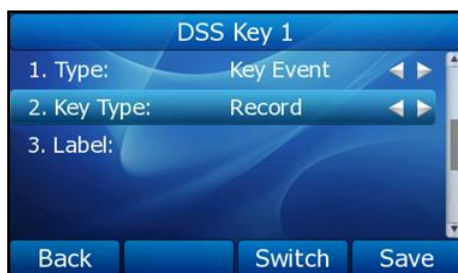 DSS Key 1
1. Type: Key Event
2. Key Type: Record
3. Label:
Back Switch Save